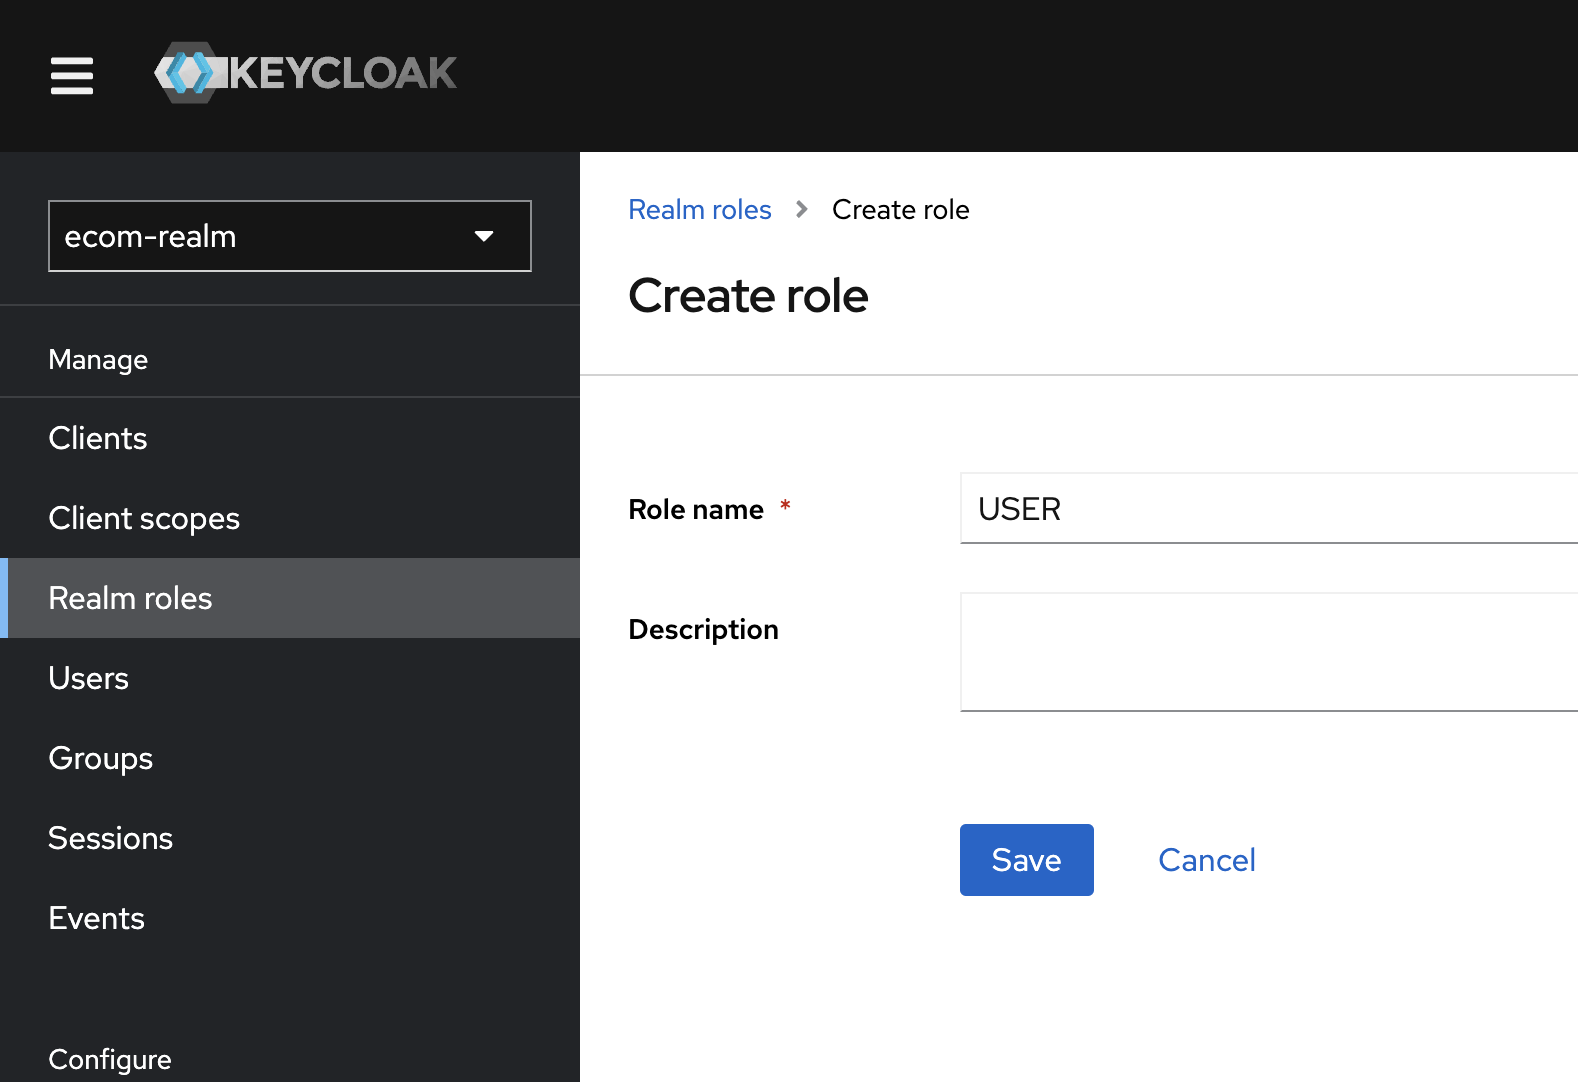 KEYCLOAK
ecom-realm
Manage
Clients
Client scopes
Realm roles
Users
Groups
Sessions
Events
Configure
Realm roles > Create role
Create role
Role name *
USER
Description
Save
Cancel